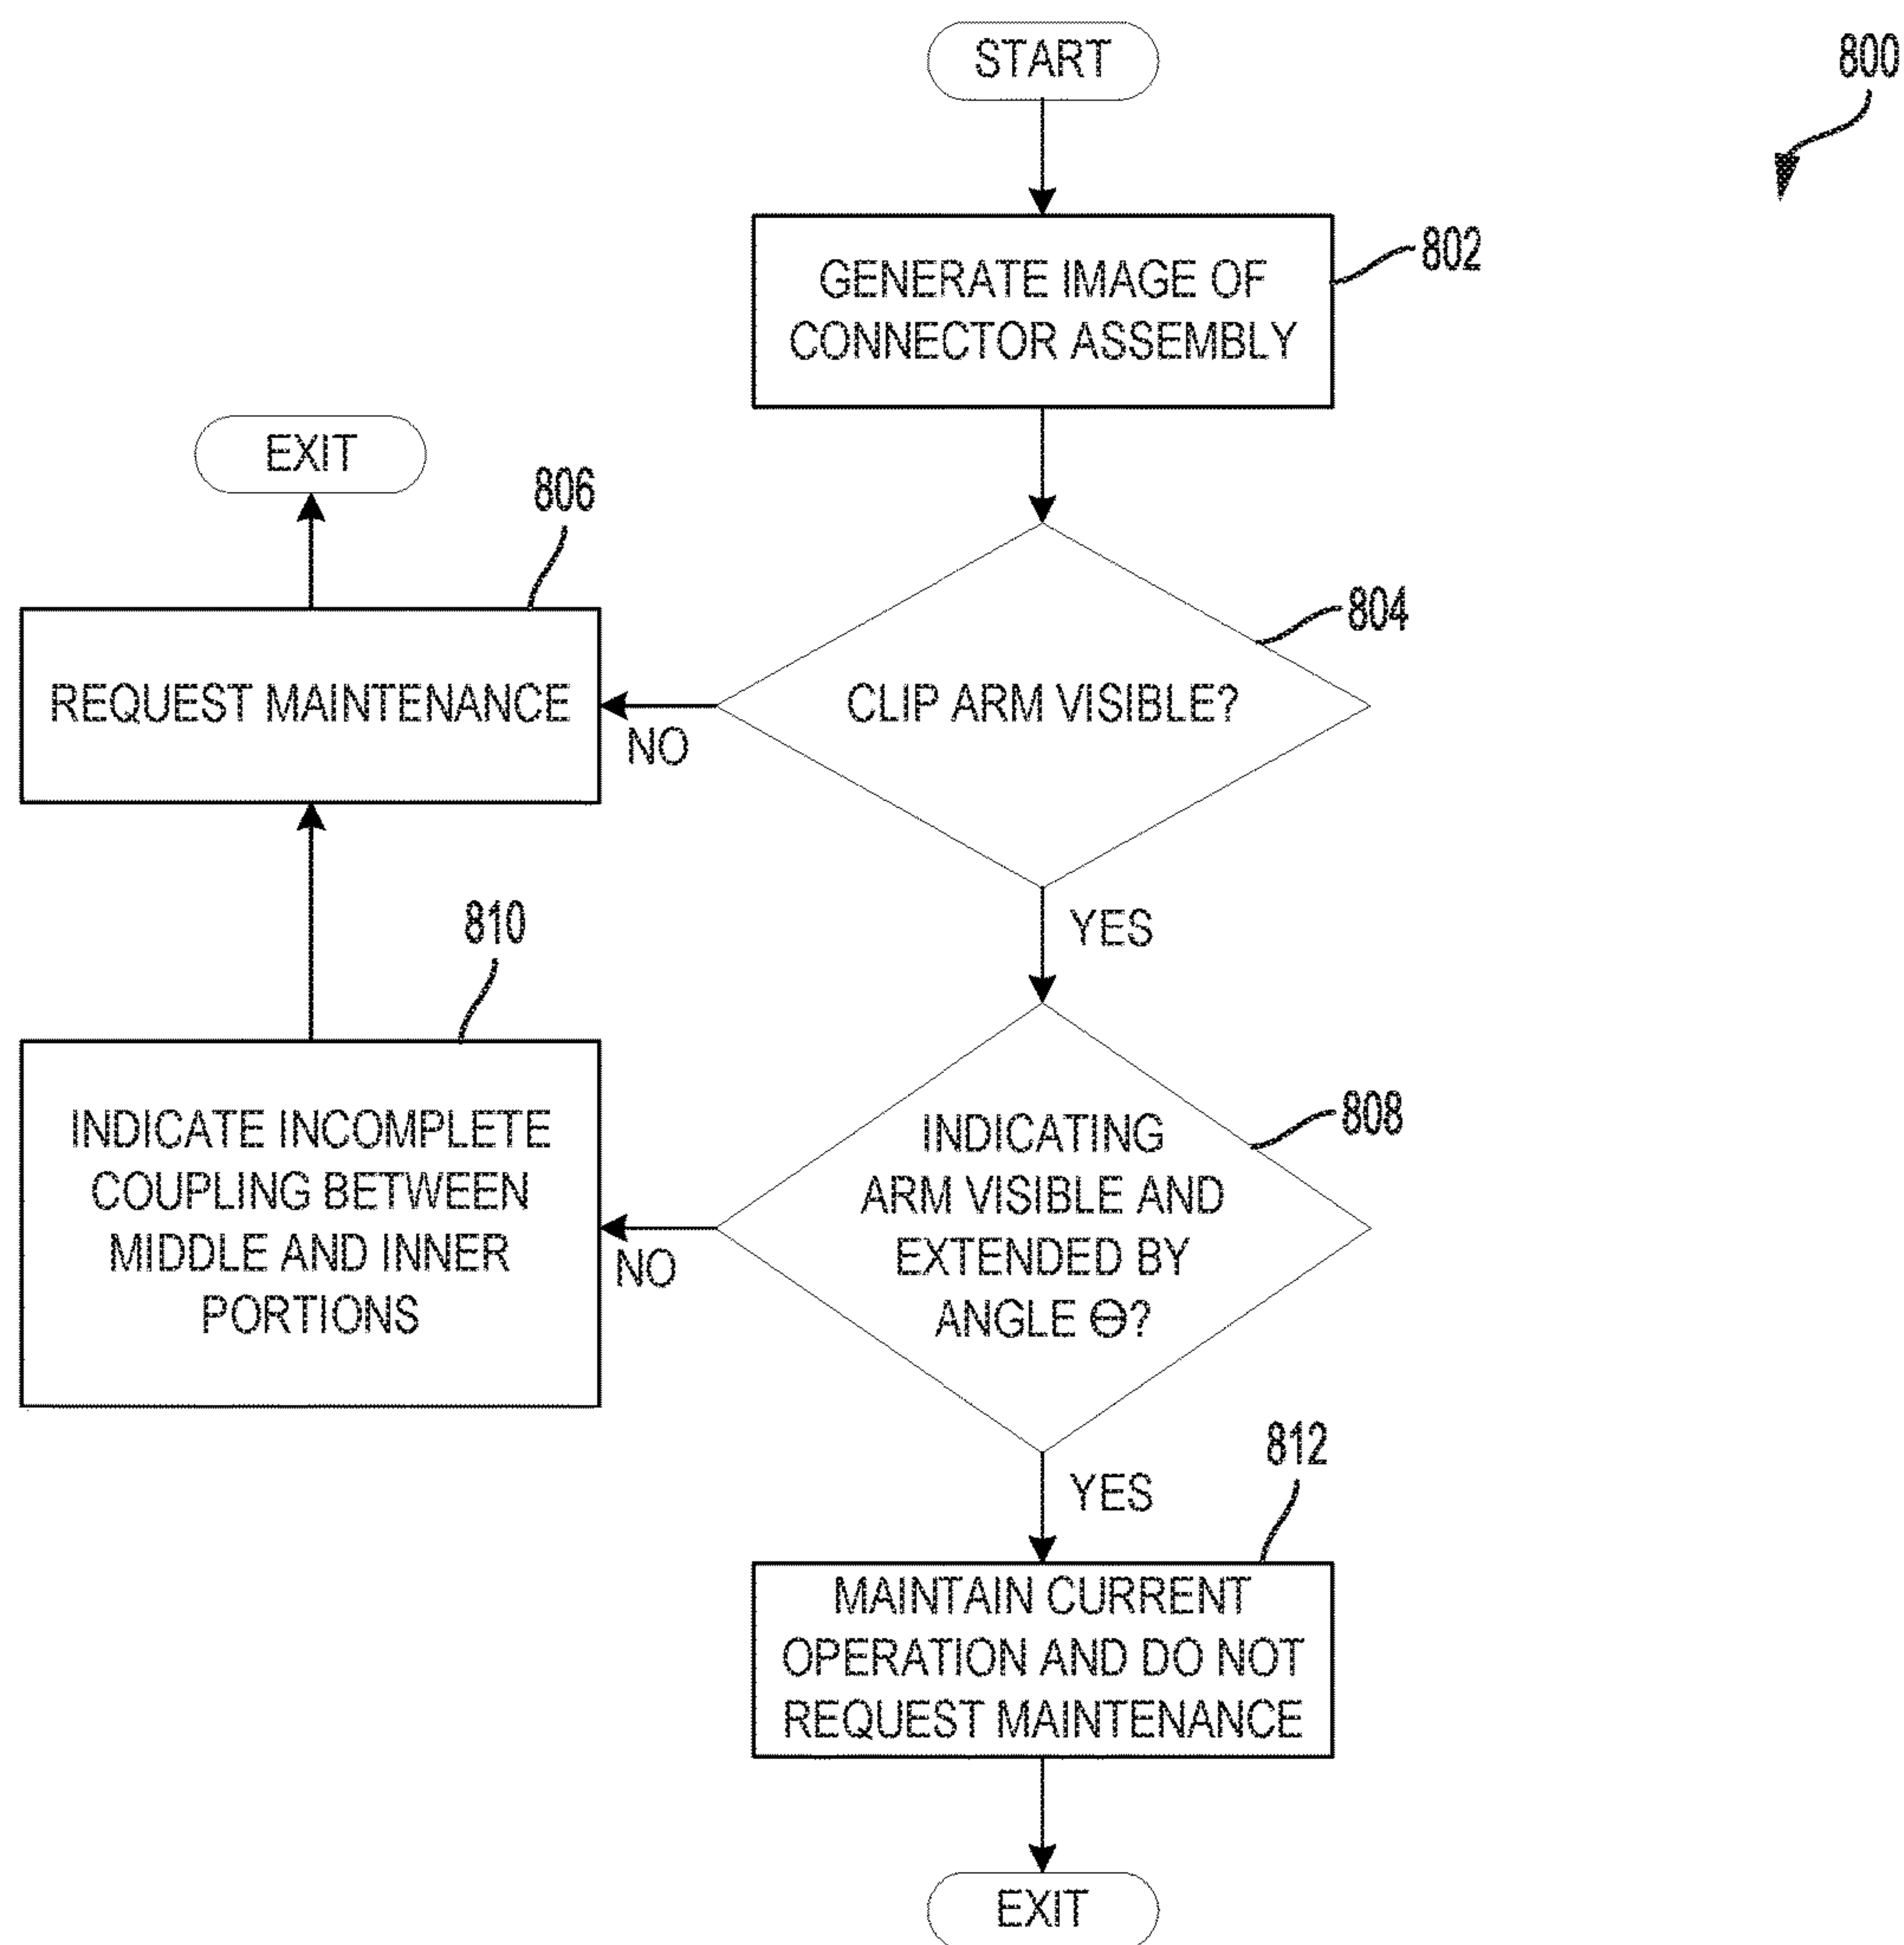 START
800
GENERATE IMAGE OF
CONNECTOR ASSEMBLY
802
EXIT
806
REQUEST MAINTENANCE
NO
CLIP ARM VISIBLE?
804
YES
810
INDICATE INCOMPLETE
COUPLING BETWEEN
MIDDLE AND INNER
PORTIONS
NO
INDICATING
ARM VISIBLE AND
EXTENDED BY
ANGLE Θ?
808
YES
812
MAINTAIN CURRENT
OPERATION AND DO NOT
REQUEST MAINTENANCE
EXIT